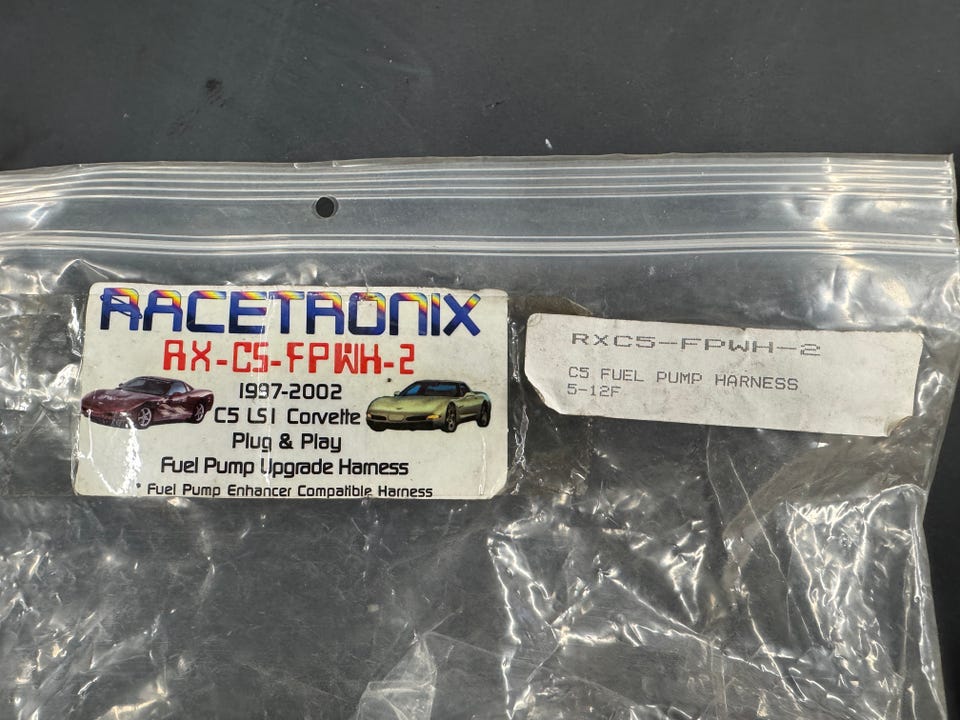 RACETRONIX
RX-C5-FPWH-2
1997-2002
C5 LS1 Corvette
Plug & Play
Fuel Pump Upgrade Harness
* Fuel Pump Enhancer Compatible Harness
RXC5-FPWH-2
C5 FUEL PUMP HARNESS
5-12F